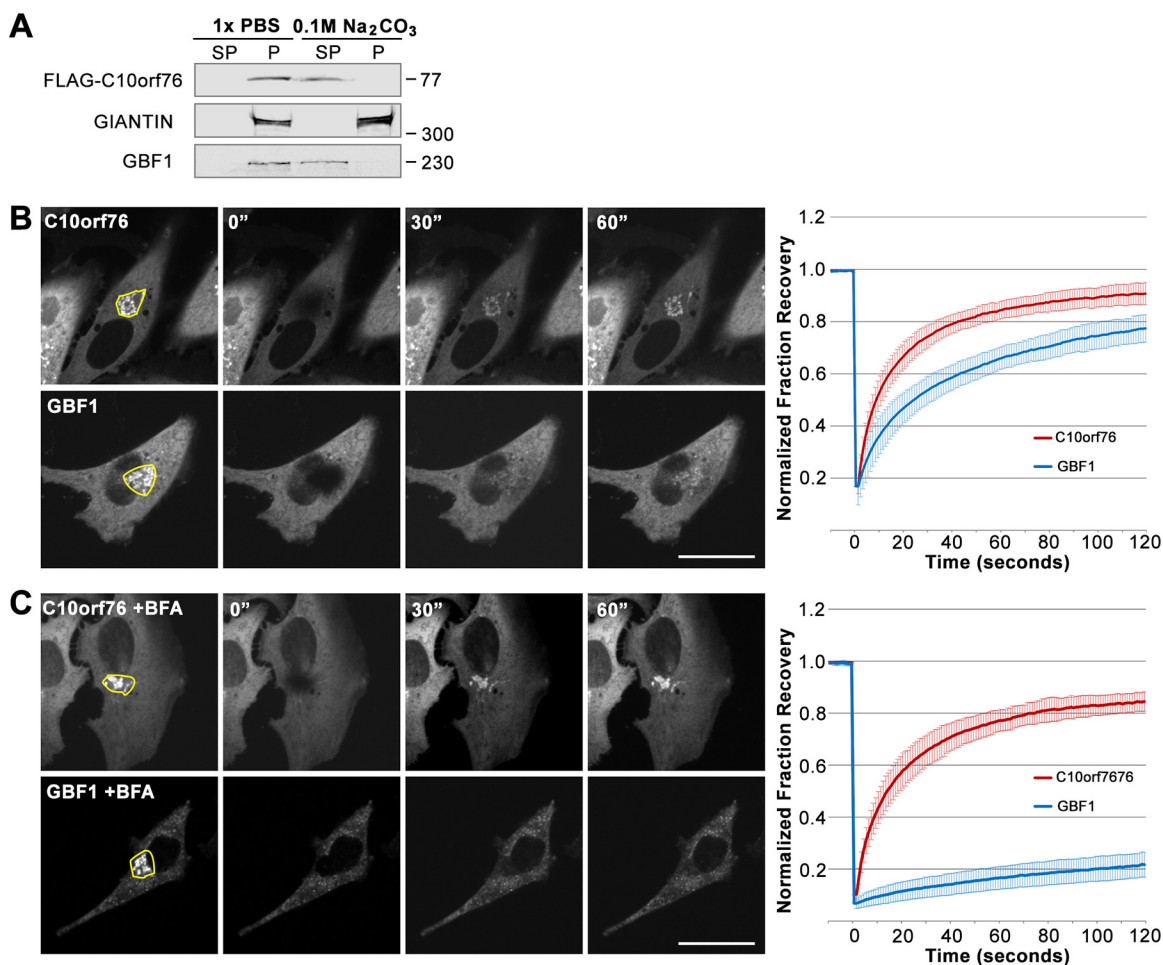 A
1x PBS 0.1M Na₂CO₃
SP P SP P
FLAG-C10orf76 77
GIANTIN 300
GBF1 230
B
C10orf76 0” 30” 60”
GBF1
1.2
1.0
0.8
0.6
0.4
0.2
Normalized Fraction Recovery
C10orf76
GBF1
0 20 40 60 80 100 120
Time (seconds)
C
C10orf76 +BFA 0” 30” 60”
GBF1 +BFA
1.2
1.0
0.8
0.6
0.4
0.2
Normalized Fraction Recovery
C10orf7676
GBF1
0 20 40 60 80 100 120
Time (seconds)